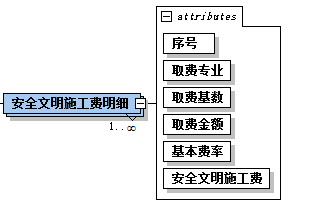 attributes
序号
取费专业
安全文明施工费明细
取费基数
1..∞
取费金额
基本费率
安全文明施工费